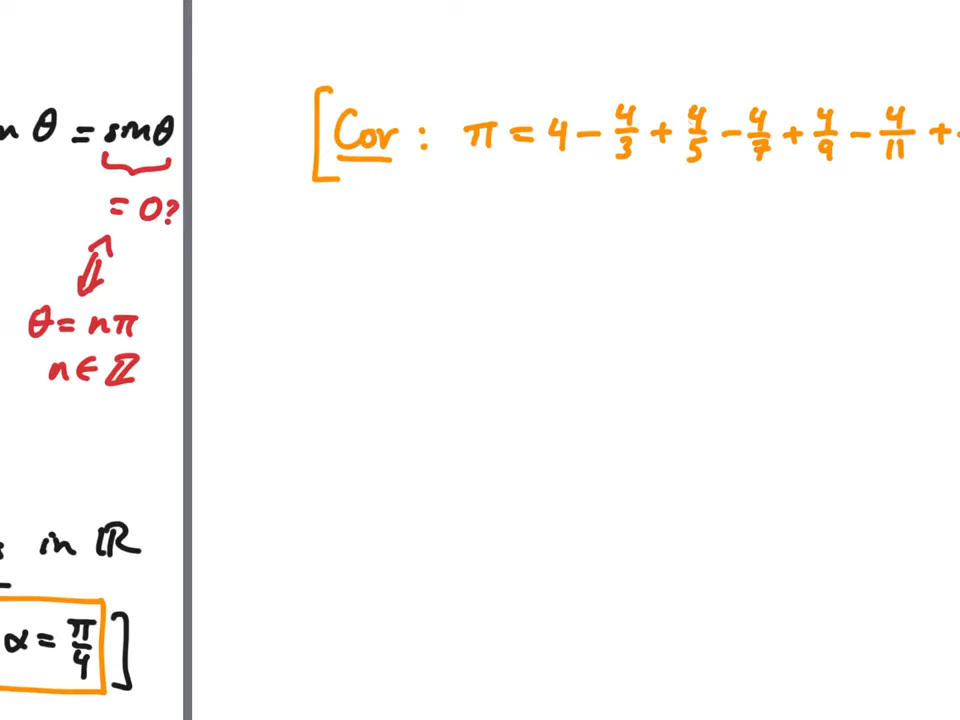 θ = sinθ
= 0?
θ = nπ
n ∈ ℤ
in ℝ
α = π/4 ]
[ Cor : π = 4 − 4/3 + 4/5 − 4/7 + 4/9 − 4/11 +